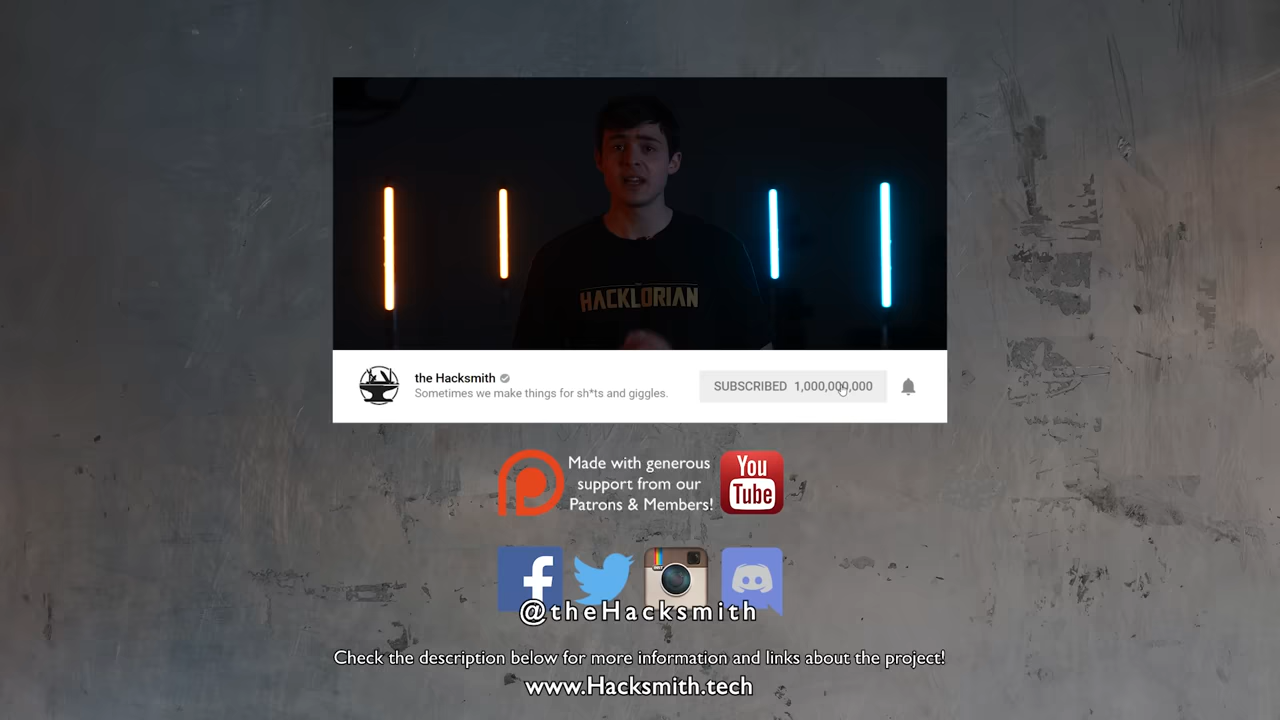 HACKLORIAN
the Hacksmith
Sometimes we make things for sh*ts and giggles.
SUBSCRIBED 1,000,000,000
Made with generous
support from our
Patrons & Members!
You
Tube
@theHacksmith
Check the description below for more information and links about the project!
www.Hacksmith.tech